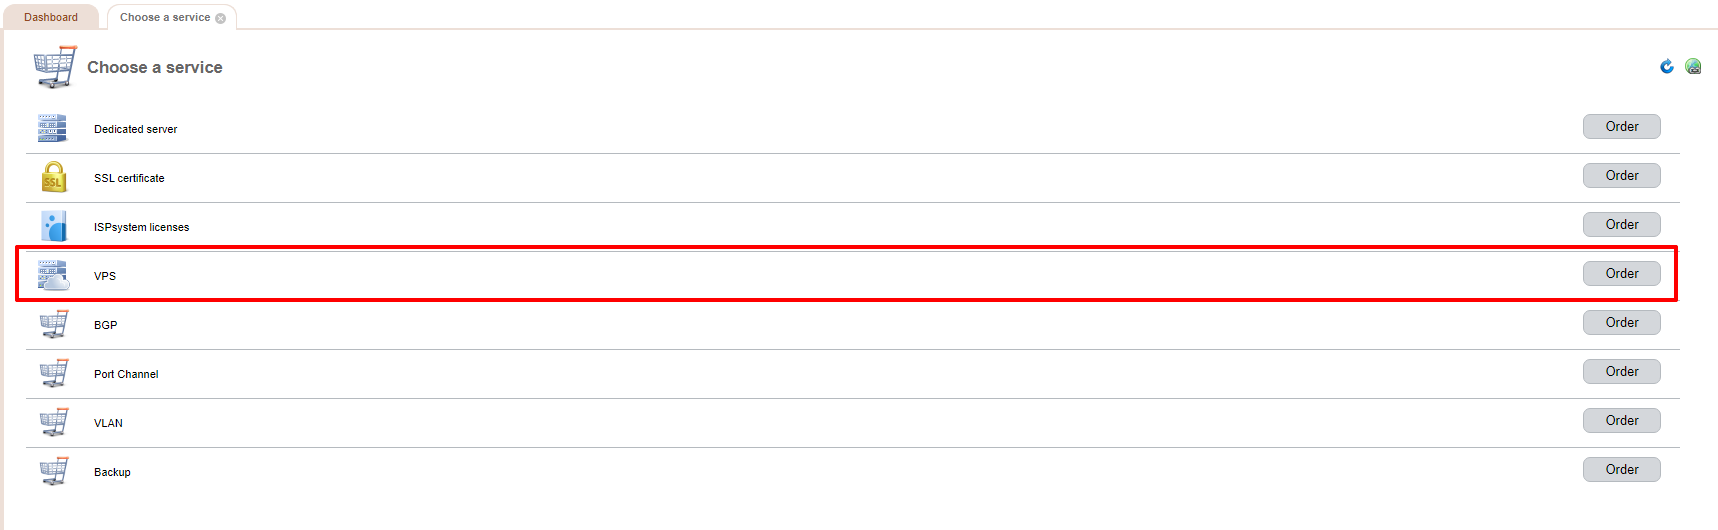 Dashboard
Choose a service
Choose a service
Dedicated server
Order
SSL
SSL certificate
Order
ISPsystem licenses
Order
VPS
Order
BGP
Order
Port Channel
Order
VLAN
Order
Backup
Order